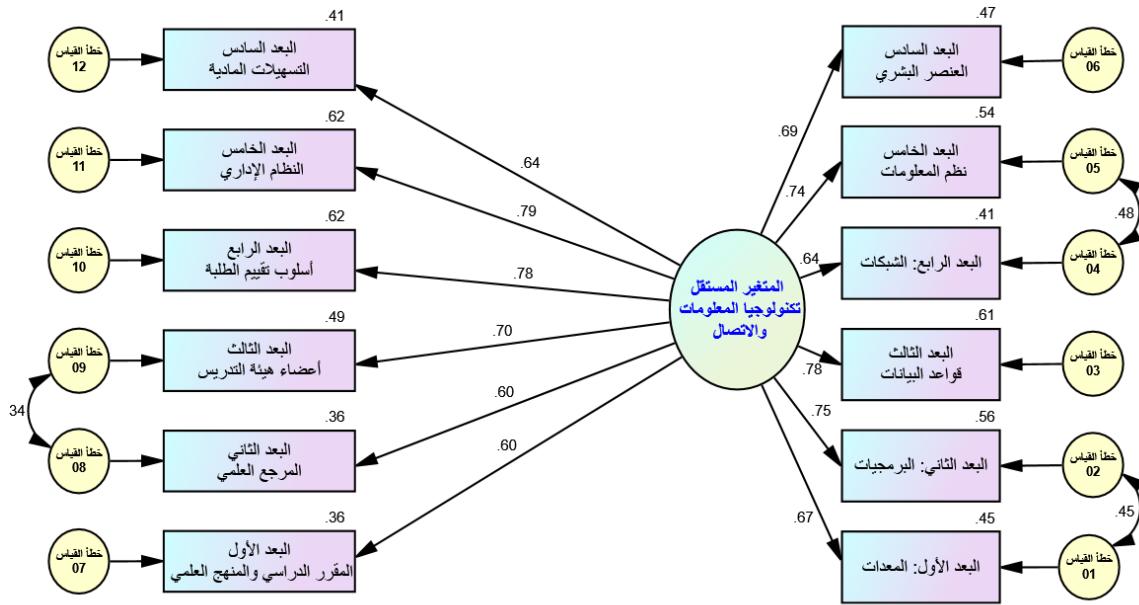 .47
البعد السادس
العنصر البشري
خطأ القياس
06
.69
.54
البعد الخامس
نظم المعلومات
خطأ القياس
05
.74
.48
.41
البعد الرابع: الشبكات
خطأ القياس
04
.64
.61
البعد الثالث
قواعد البيانات
خطأ القياس
03
.78
.56
البعد الثاني: البرمجيات
خطأ القياس
02
.75
.45
.45
البعد الأول: المعدات
خطأ القياس
01
.67
المتغير المستقل
تكنولوجيا المعلومات
والاتصال
.41
البعد السادس
التسهيلات المادية
خطأ القياس
12
.64
.62
البعد الخامس
النظام الإداري
خطأ القياس
11
.79
.62
البعد الرابع
أسلوب تقييم الطلبة
خطأ القياس
10
.78
.49
البعد الثالث
أعضاء هيئة التدريس
خطأ القياس
09
.70
34
.36
البعد الثاني
المرجع العلمي
خطأ القياس
08
.60
.36
البعد الأول
المقرر الدراسي والمنهج العلمي
خطأ القياس
07
.60